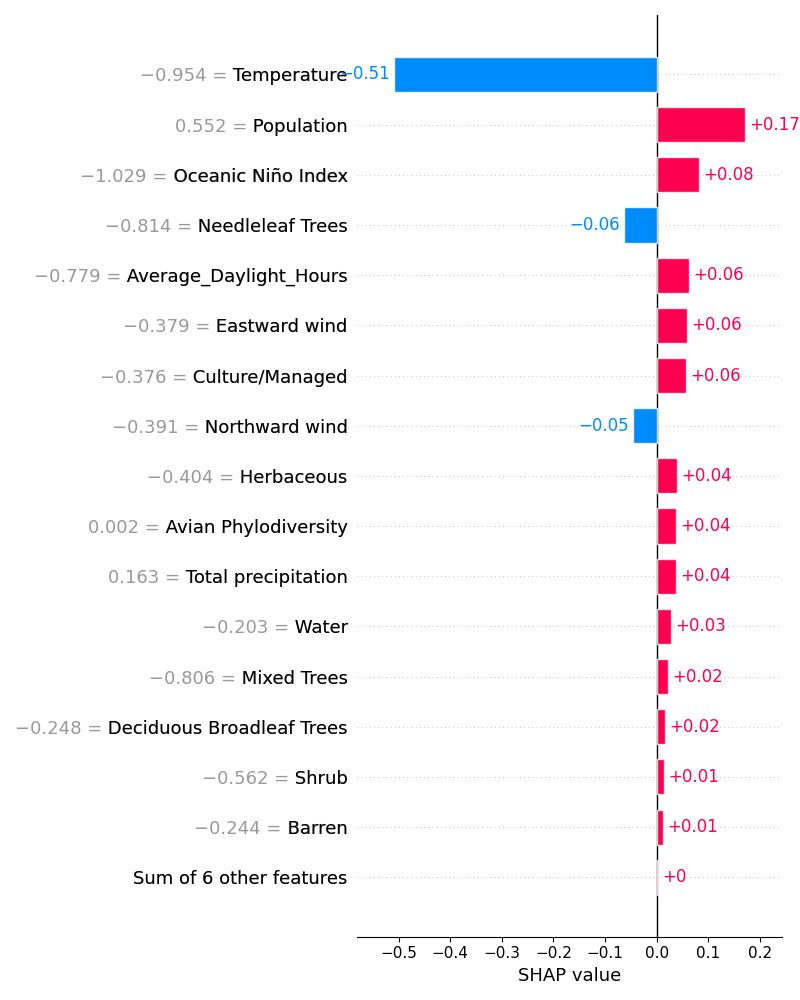 −0.954 = Temperature −0.51
0.552 = Population +0.17
−1.029 = Oceanic Niño Index +0.08
−0.814 = Needleleaf Trees −0.06
−0.779 = Average_Daylight_Hours +0.06
−0.379 = Eastward wind +0.06
−0.376 = Culture/Managed +0.06
−0.391 = Northward wind −0.05
−0.404 = Herbaceous +0.04
0.002 = Avian Phylodiversity +0.04
0.163 = Total precipitation +0.04
−0.203 = Water +0.03
−0.806 = Mixed Trees +0.02
−0.248 = Deciduous Broadleaf Trees +0.02
−0.562 = Shrub +0.01
−0.244 = Barren +0.01
Sum of 6 other features +0
−0.5 −0.4 −0.3 −0.2 −0.1 0.0 0.1 0.2
SHAP value